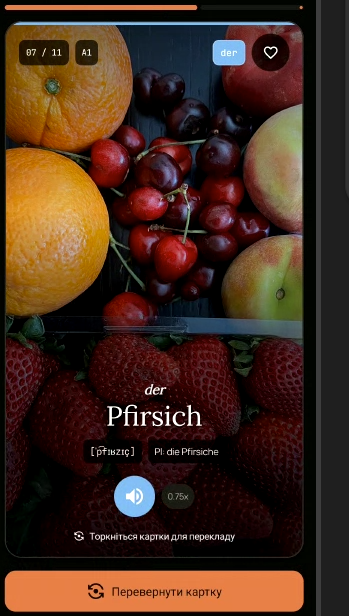 07 / 11 A1 der
der
Pfirsich
[ˈp͡fɪʁzɪç] Pl: die Pfirsiche
0.75x
Торкніться картки для перекладу
Перевернути картку